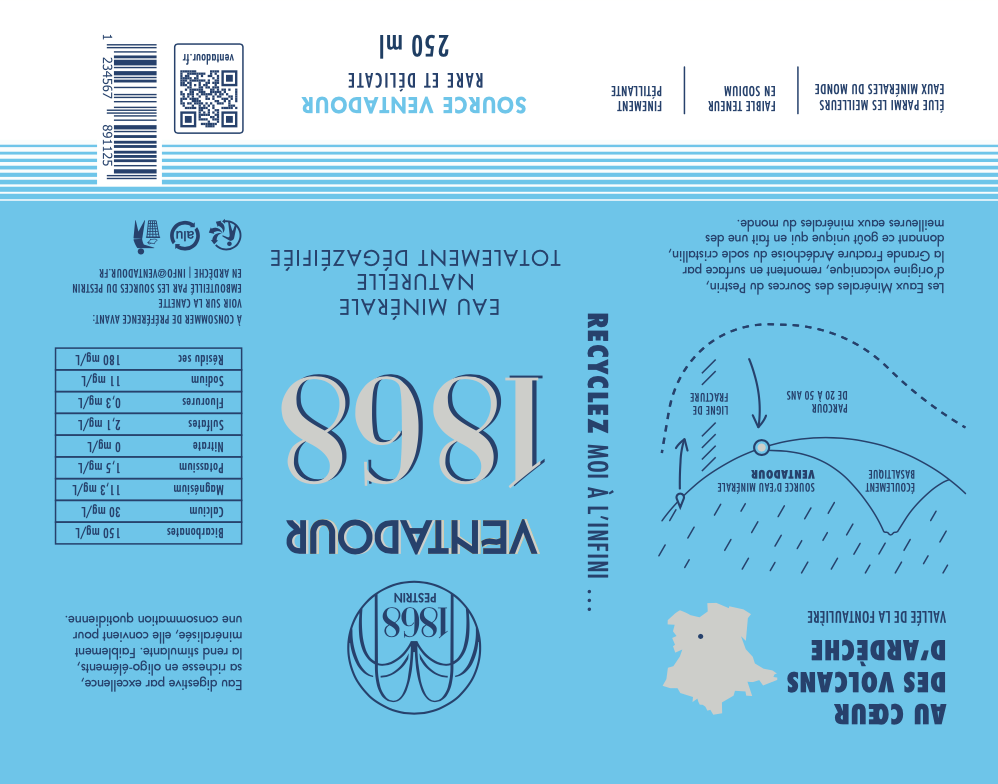 AU CŒUR
DES VOLCANS
D'ARDÈCHE
VALLÉE DE LA FONTAULIÈRE
SOURCE D'EAU MINÉRALE
VENTADOUR
ÉCOULEMENT
BASALTIQUE
PARCOUR
DE 20 À 50 ANS
LIGNE DE
FRACTURE
Les Eaux Minérales des Sources du Pestrin,
d'origine volcanique, remontent en surface par
la Grande Fracture Ardéchoise du socle cristallin,
donnant ce goût unique qui en fait une des
meilleures eaux minérales du monde.
ÉLUE PARMI LES MEILLEURS
EAUX MINÉRALES DU MONDE
FAIBLE TENEUR
EN SODIUM
FINEMENT
PÉTILLANTE
RECYCLEZ MOI À L'INFINI ...
1868
PESTRIN
VENTADOUR
1868
EAU MINÉRALE
NATURELLE
TOTALEMENT DÉGAZÉIFIÉE
SOURCE VENTADOUR
RARE ET DÉLICATE
250 ml
Eau digestive par excellence,
sa richesse en oligo-éléments,
la rend stimulante. Faiblement
minéralisée, elle convient pour
une consommation quotidienne.
Bicarbonates 150 mg/L
Calcium 30 mg/L
Magnésium 11,3 mg/L
Potassium 1,5 mg/L
Nitrate 0 mg/L
Sulfates 2,1 mg/L
Fluorures 0,3 mg/L
Sodium 11 mg/L
Résidu sec 180 mg/L
À CONSOMMER DE PRÉFÉRENCE AVANT:
VOIR SUR LA CANETTE
EMBOUTEILLÉ PAR LES SOURCES DU PESTRIN
EN ARDÈCHE | INFO@VENTADOUR.FR
alu
ventadour.fr
1 234567 891125